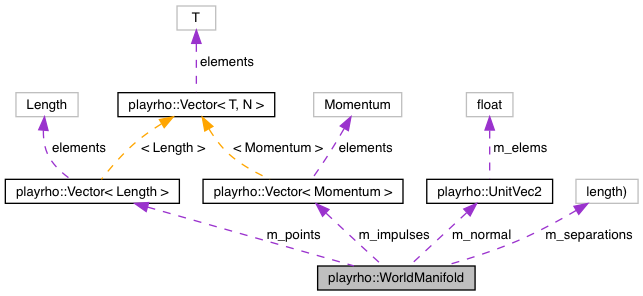 T
elements
Length
playrho::Vector< T, N >
Momentum
float
elements
< Length >
< Momentum >
elements
m_elems
playrho::Vector< Length >
playrho::Vector< Momentum >
playrho::UnitVec2
length)
m_points
m_impulses
m_normal
m_separations
playrho::WorldManifold